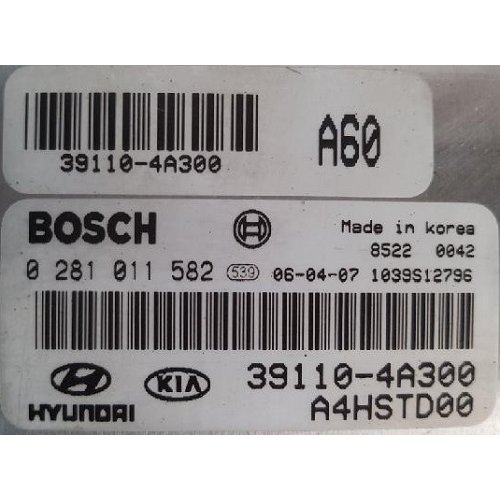 39110-4A300
A60
BOSCH
Made in korea
8522 0042
0 281 011 582 539 06-04-07 1039S12796
HYUNDAI
KIA
39110-4A300
A4HSTD00